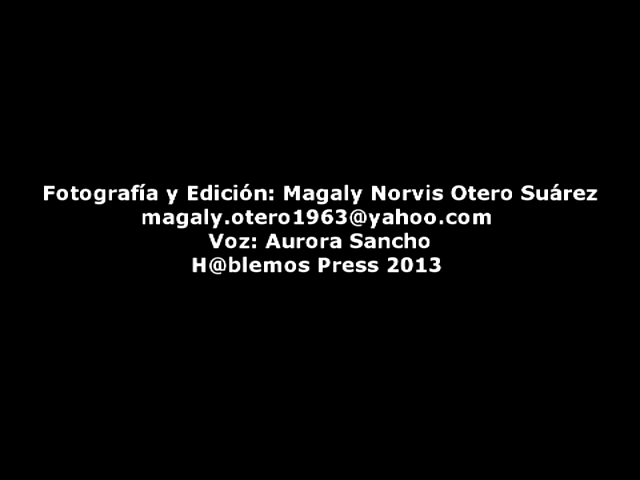 Fotografía y Edición: Magaly Norvis Otero Suárez
magaly.otero1963@yahoo.com
Voz: Aurora Sancho
H@blemos Press 2013